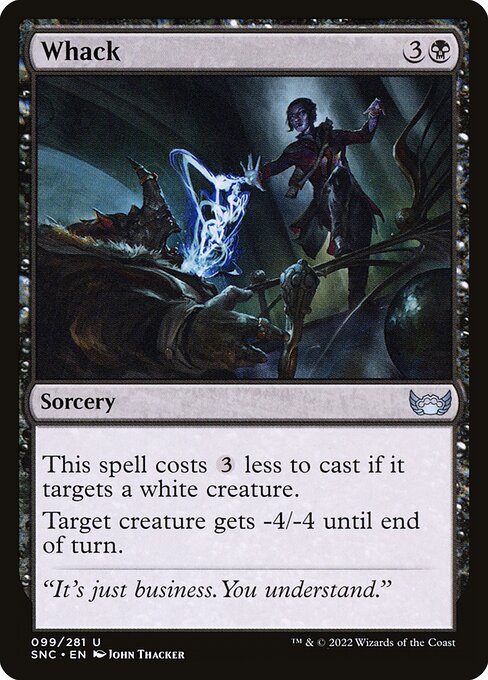 Whack 3
Sorcery
This spell costs 3 less to cast if it
targets a white creature.
Target creature gets -4/-4 until end
of turn.
“It’s just business. You understand.”
099/281 U ™ & © 2022 Wizards of the Coast
SNC • EN John Thacker